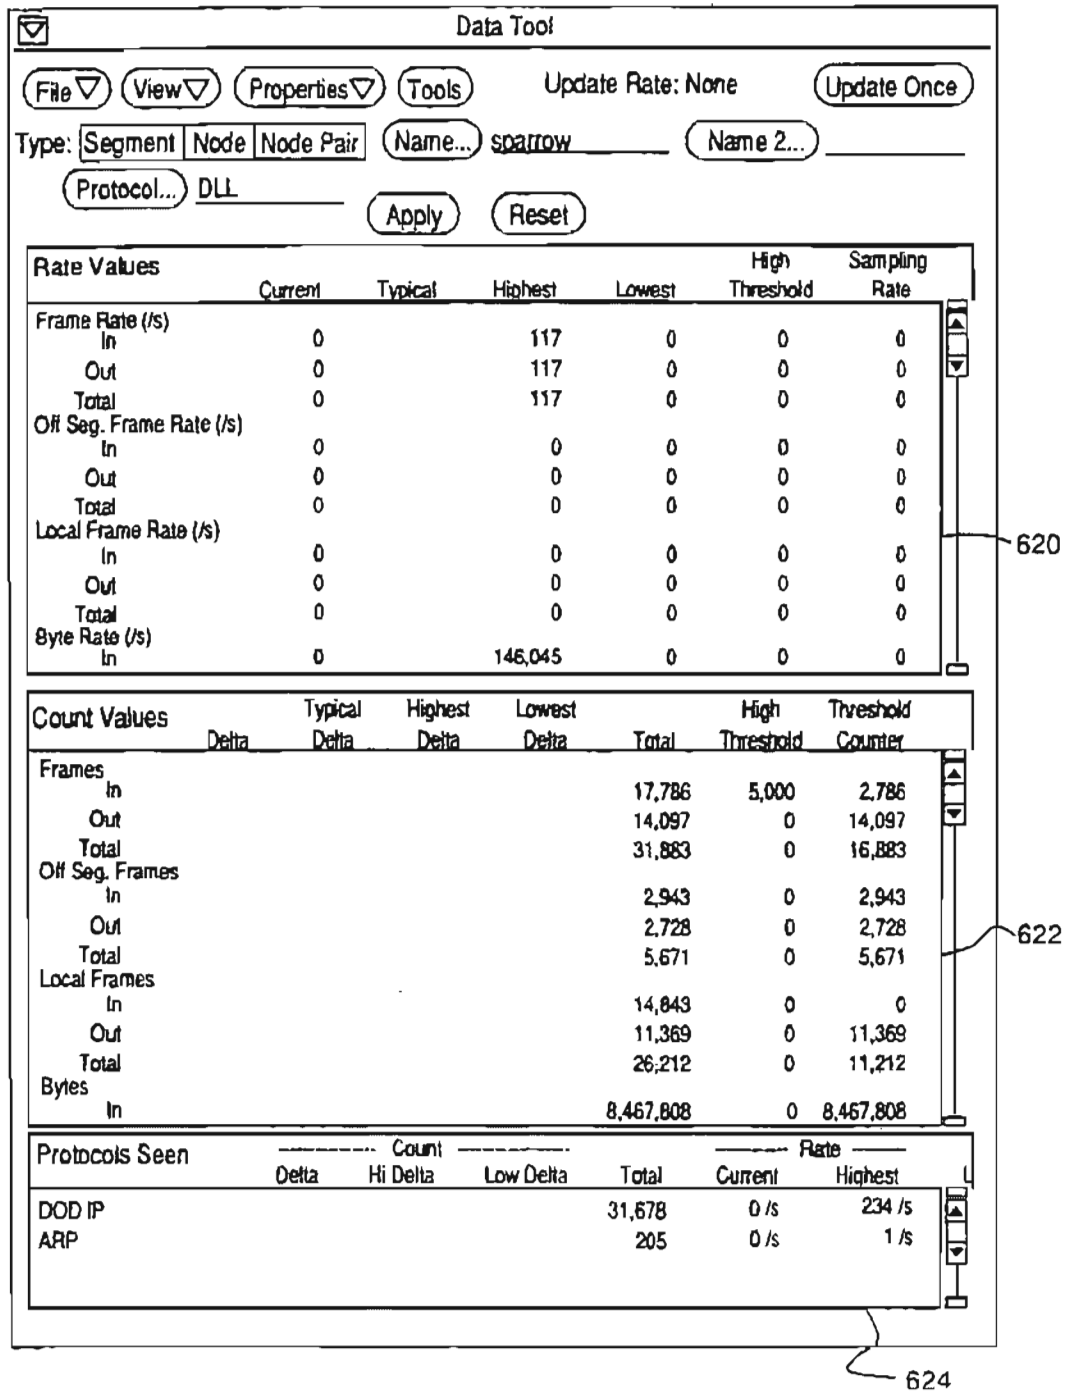 Data Tool
File View Properties Tools Update Rate: None Update Once
Type: Segment Node Node Pair Name... sparrow Name 2...
Protocol... DLL
Apply Reset
Rate Values Current Typical Highest Lowest High Threshold Sampling Rate
Frame Rate (/s)
In 0 117 0 0 0
Out 0 117 0 0 0
Total 0 117 0 0 0
Off Seg. Frame Rate (/s)
In 0 0 0 0 0
Out 0 0 0 0 0
Total 0 0 0 0 0
Local Frame Rate (/s)
620
In 0 0 0 0 0
Out 0 0 0 0 0
Total 0 0 0 0 0
Byte Rate (/s)
In 0 146,045 0 0 0
Count Values Delta Typical Delta Highest Delta Lowest Delta Total High Threshold Threshold Counter
Frames
In 17,786 5,000 2,786
Out 14,097 0 14,097
Total 31,883 0 16,883
Off Seg. Frames
In 2,943 0 2,943
Out 2,728 0 2,728
622
Total 5,671 0 5,671
Local Frames
In 14,843 0 0
Out 11,369 0 11,369
Total 26,212 0 11,212
Bytes
In 8,467,808 0 8,467,808
Protocols Seen Count Rate
Delta Hi Delta Low Delta Total Current Highest L
DOD IP 31,678 0 /s 234 /s
ARP 205 0 /s 1 /s
624